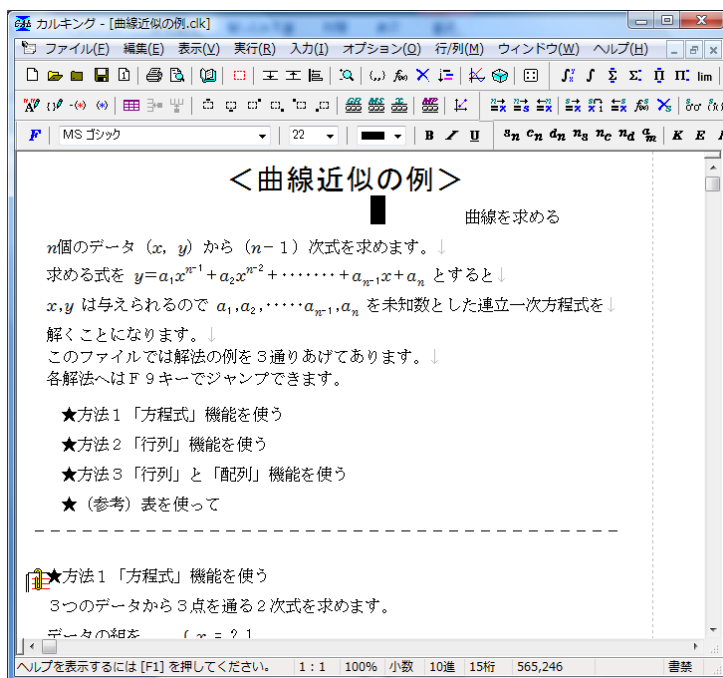 カルキング - [曲線近似の例.clk]
ファイル(F) 編集(E) 表示(V) 実行(R) 入力(I) オプション(O) 行/列(M) ウィンドウ(W) ヘルプ(H)
MS ゴシック 22 B I U
＜曲線近似の例＞
曲線を求める
n個のデータ（x, y）から（n－1）次式を求めます。↓
求める式を y=a₁xⁿ⁻¹+a₂xⁿ⁻²+・・・・・・・+aₙ₋₁x+aₙ とすると↓
x,y は与えられるので a₁,a₂,・・・・・aₙ₋₁,aₙ を未知数とした連立一次方程式を↓
解くことになります。↓
このファイルでは解法の例を３通りあげてあります。↓
各解法へはＦ９キーでジャンプできます。
★方法１「方程式」機能を使う
★方法２「行列」機能を使う
★方法３「行列」と「配列」機能を使う
★（参考）表を使って
★方法１「方程式」機能を使う
３つのデータから３点を通る２次式を求めます。
データの組を
ヘルプを表示するには [F1] を押してください。 1 : 1 100% 小数 10進 15桁 565,246 書禁